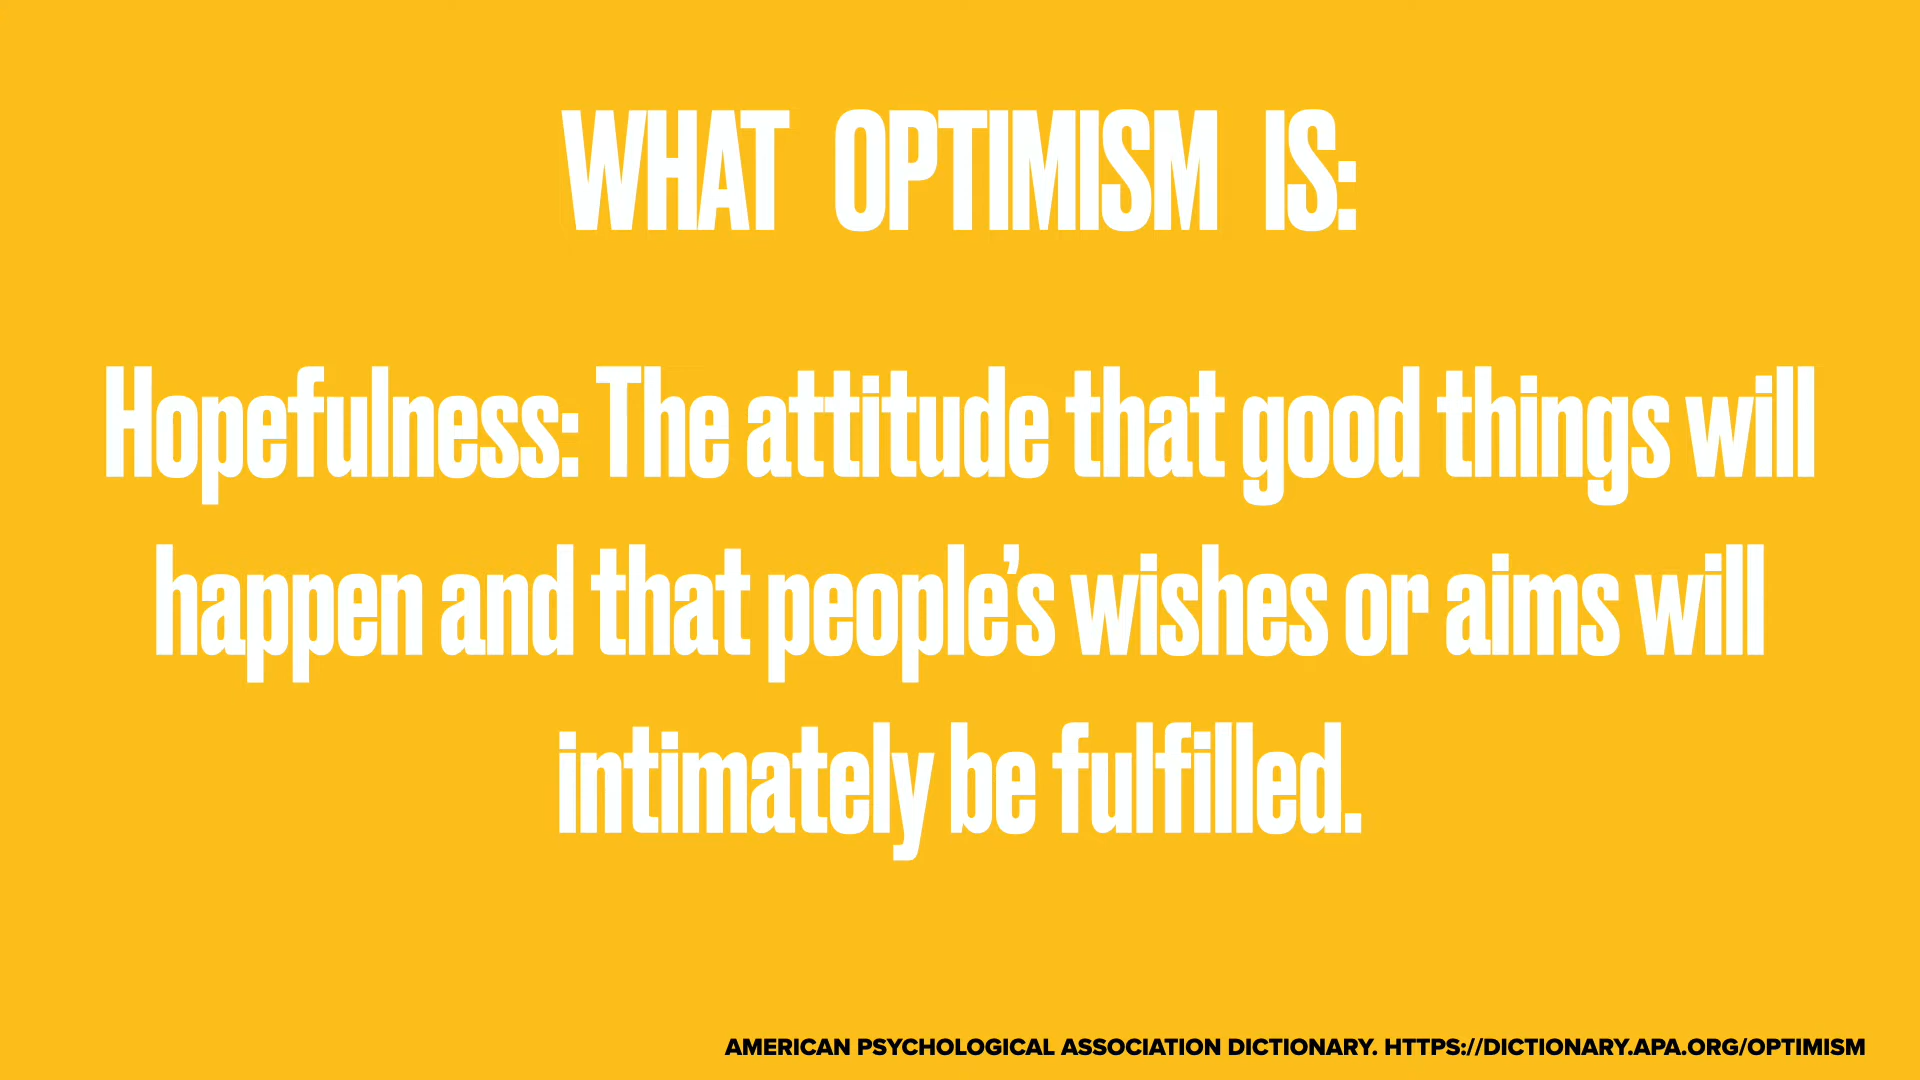 WHAT OPTIMISM IS:
Hopefulness: The attitude that good things will
happen and that people’s wishes or aims will
intimately be fulfilled.
AMERICAN PSYCHOLOGICAL ASSOCIATION DICTIONARY. HTTPS://DICTIONARY.APA.ORG/OPTIMISM